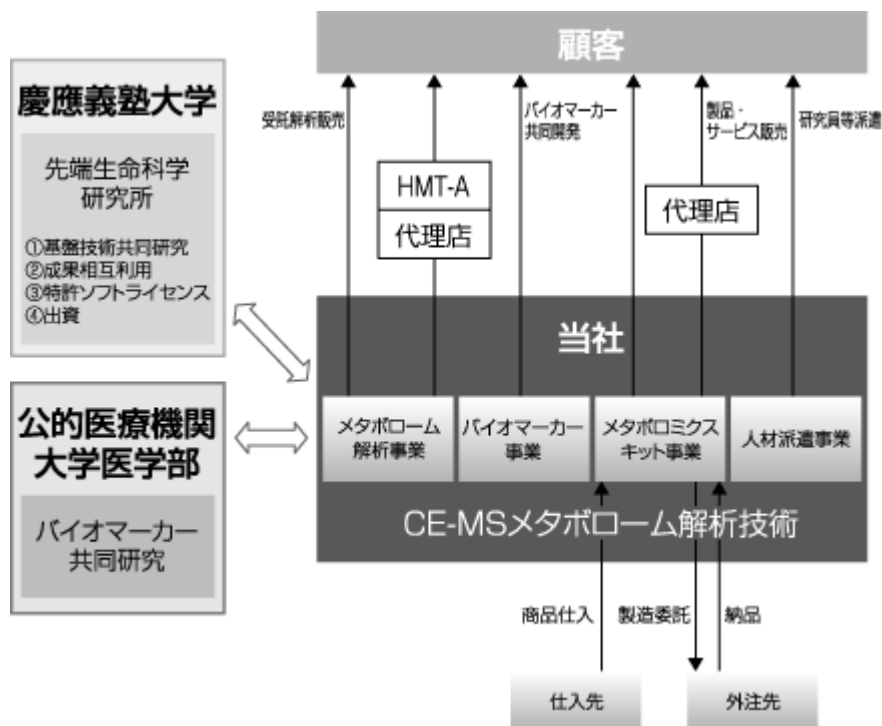 顧客
慶應義塾大学
先端生命科学
研究所
①基盤技術共同研究
②成果相互利用
③特許ソフトライセンス
④出資
公的医療機関
大学医学部
バイオマーカー
共同研究
受託解析販売
バイオマーカー
共同開発
製品・
サービス販売
研究員等派遣
HMT-A
代理店
代理店
当社
メタボローム
解析事業
バイオマーカー
事業
メタボロミクス
キット事業
人材派遣事業
CE-MSメタボローム解析技術
商品仕入
製造委託
納品
仕入先
外注先